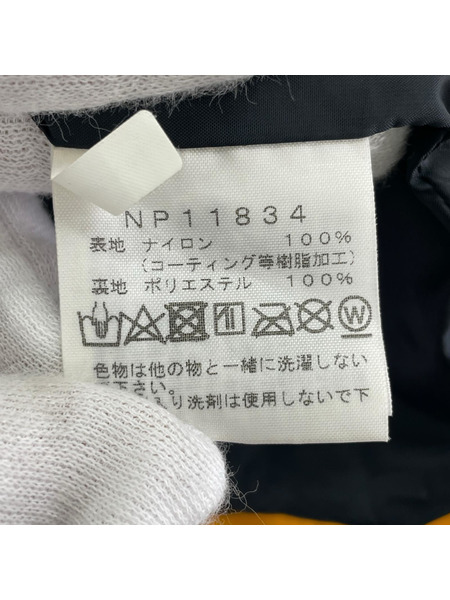 NP11834
表地 ナイロン 100%
(コーティング等樹脂加工)
裏地 ポリエステル 100%
W
色物は他の物と一緒に洗濯しない
下さい。
り洗剤は使用しないで下